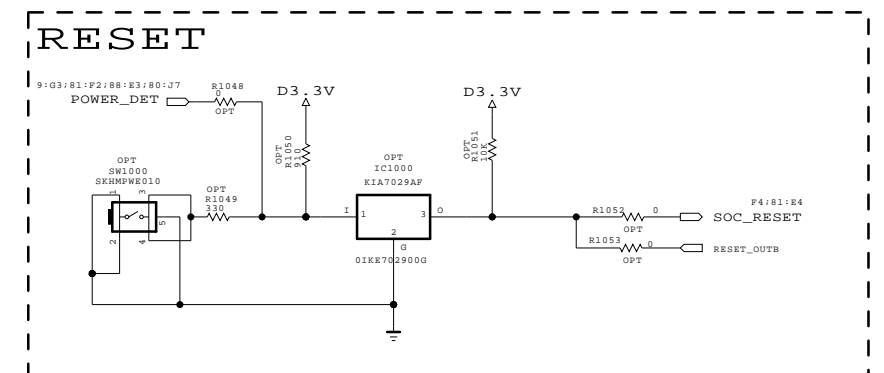 RESET
9:G3;81:F2;88:E3;80:J7
POWER_DET
R1048
0
OPT
D3.3V
OPT
R1050
910
D3.3V
OPT
R1051
10K
OPT
SW1000
SKHMPWE010
1
3
2
4
5
OPT
R1049
330
OPT
IC1000
KIA7029AF
I
1
3
O
2
G
0IKE702900G
R1052
0
OPT
F4;81:E4
SOC_RESET
R1053
0
OPT
RESET_OUTB